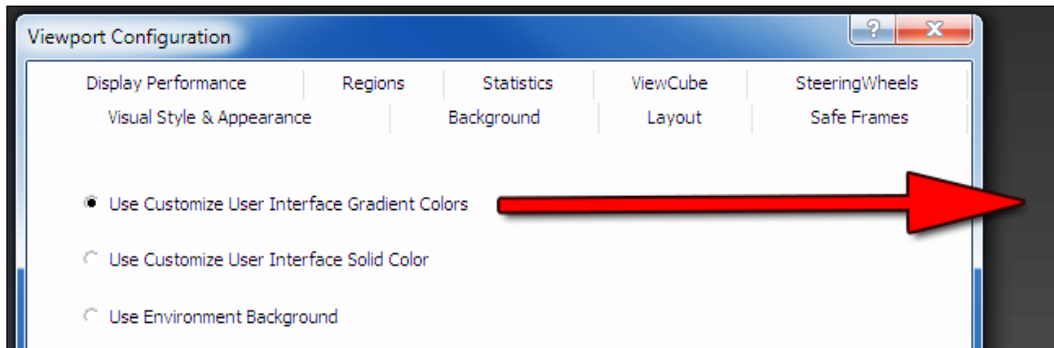 Viewport Configuration
?
X
Display Performance Regions Statistics ViewCube SteeringWheels
Visual Style & Appearance Background Layout Safe Frames
Use Customize User Interface Gradient Colors
Use Customize User Interface Solid Color
Use Environment Background